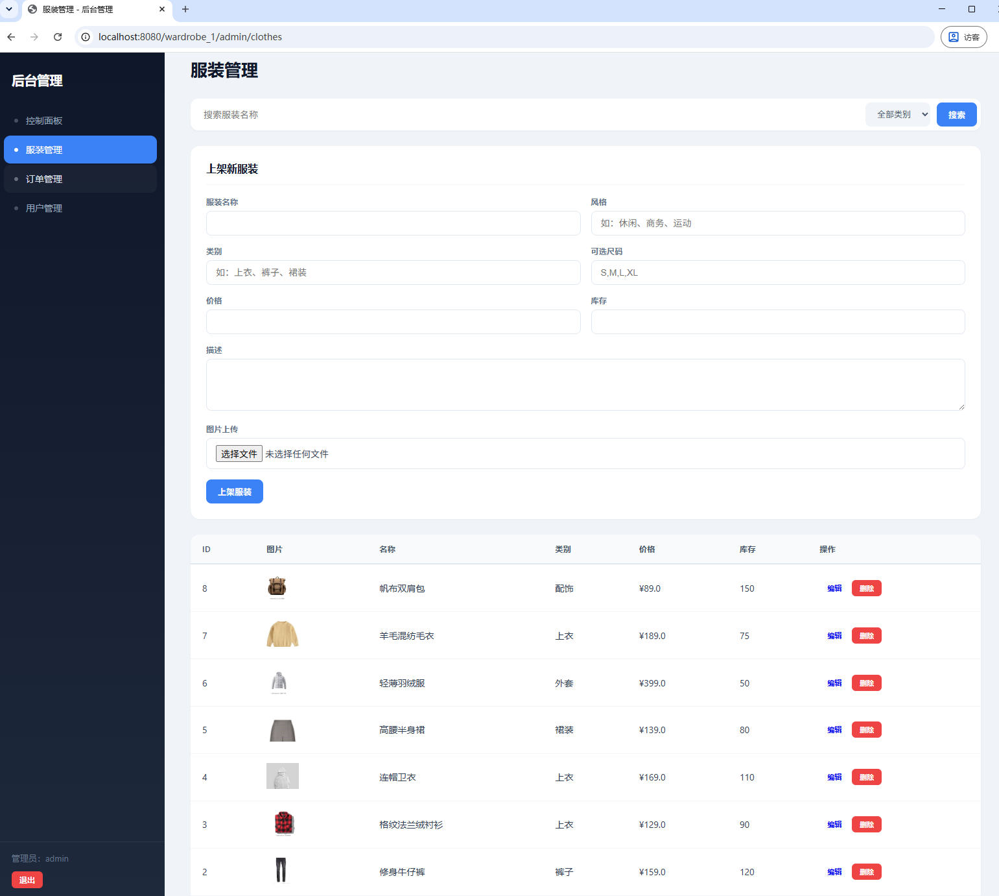 服装管理 - 后台管理
localhost:8080/wardrobe_1/admin/clothes
访客
后台管理
控制面板
服装管理
订单管理
用户管理
管理员：admin
退出
服装管理
搜索服装名称
全部类别
搜索
上架新服装
服装名称
风格
如：休闲、商务、运动
类别
可选尺码
如：上衣、裤子、裙装
S,M,L,XL
价格
库存
描述
图片上传
选择文件 未选择任何文件
上架服装
ID 图片 名称 类别 价格 库存 操作
8 帆布双肩包 配饰 ¥89.0 150 编辑 删除
7 羊毛混纺毛衣 上衣 ¥189.0 75 编辑 删除
6 轻薄羽绒服 外套 ¥399.0 50 编辑 删除
5 高腰半身裙 裙装 ¥139.0 80 编辑 删除
4 连帽卫衣 上衣 ¥169.0 110 编辑 删除
3 格纹法兰绒衬衫 上衣 ¥129.0 90 编辑 删除
2 修身牛仔裤 裤子 ¥159.0 120 编辑 删除